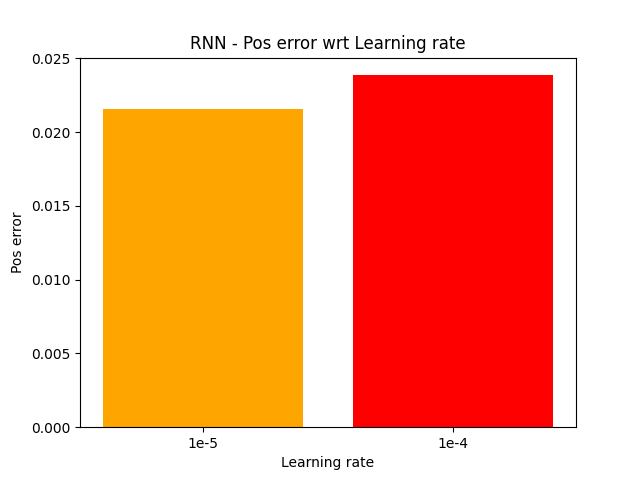 RNN - Pos error wrt Learning rate
0.025
0.020
0.015
0.010
0.005
0.000
Pos error
1e-5
1e-4
Learning rate